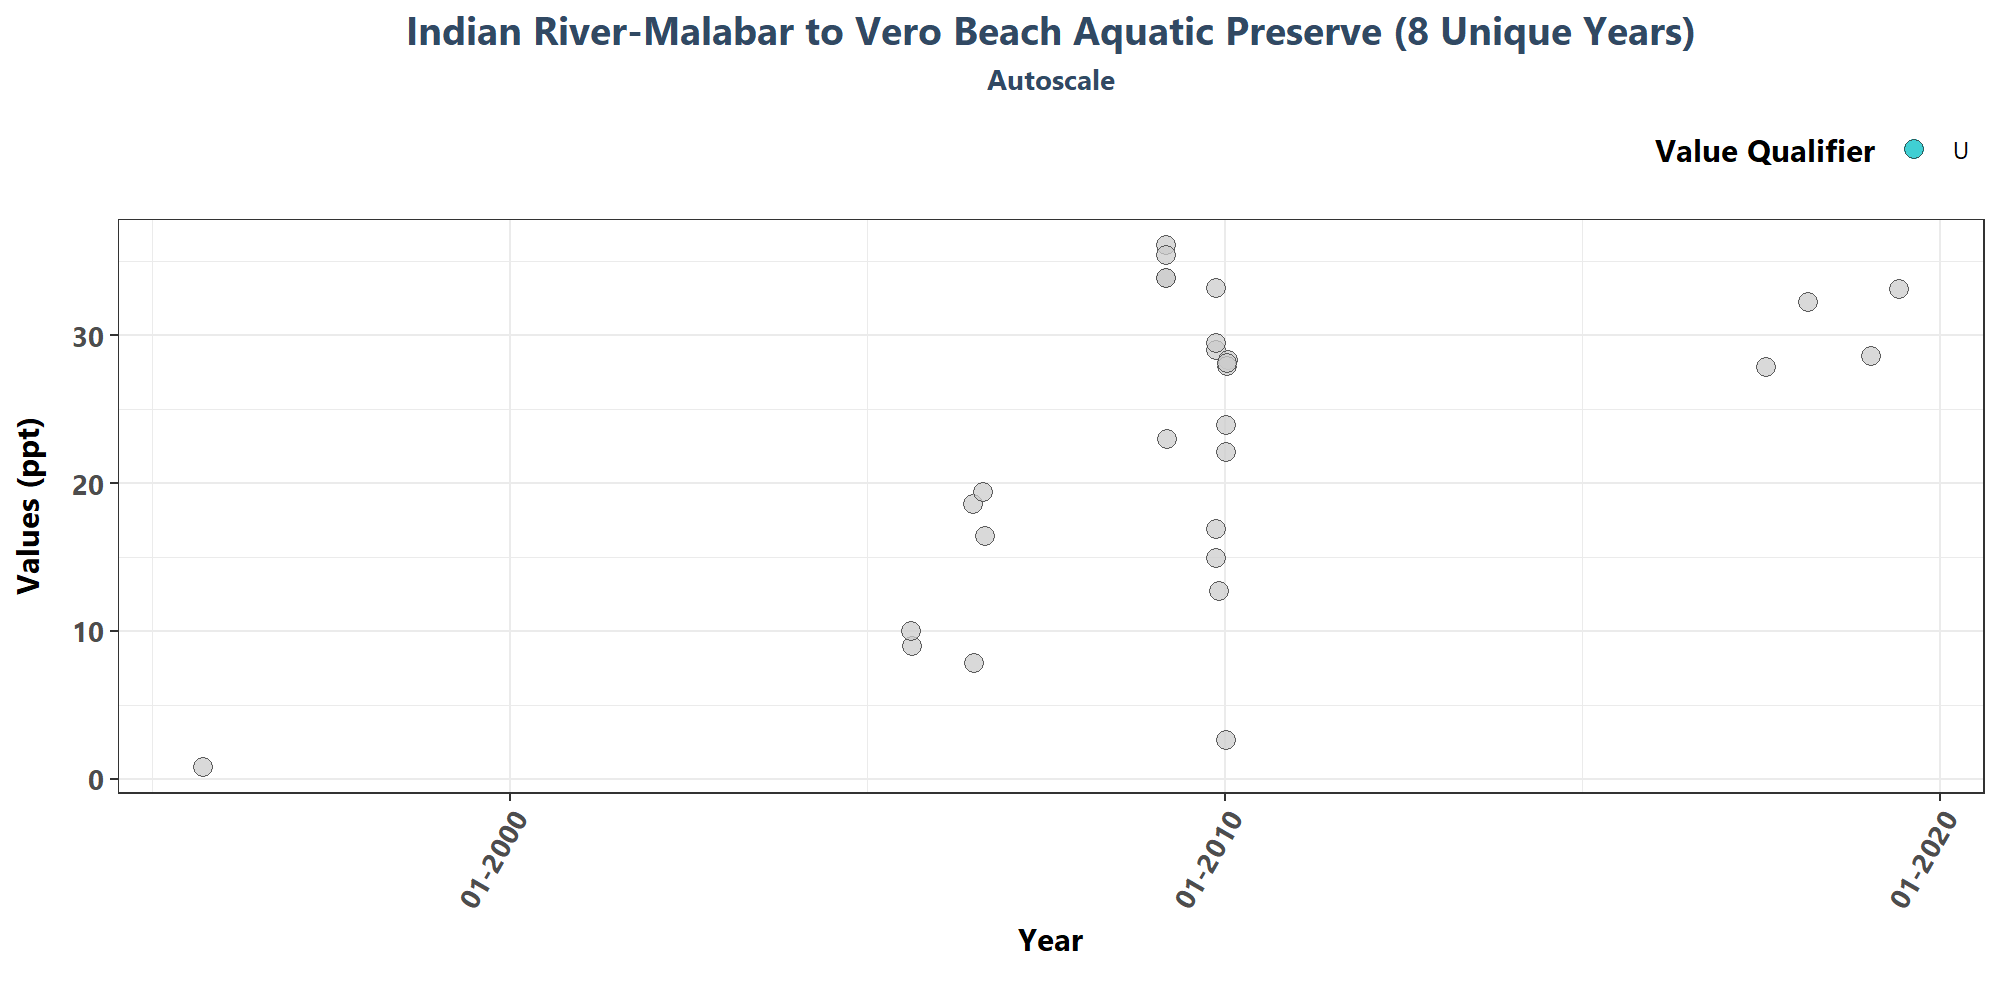 Indian River-Malabar to Vero Beach Aquatic Preserve (8 Unique Years)
Autoscale
Value Qualifier U
Values (ppt)
30
20
10
0
01-2000 01-2010 01-2020
Year